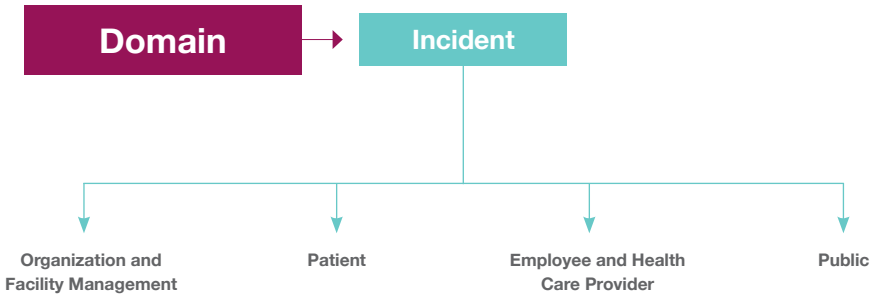 Domain
Incident
Organization and
Facility Management
Patient
Employee and Health
Care Provider
Public